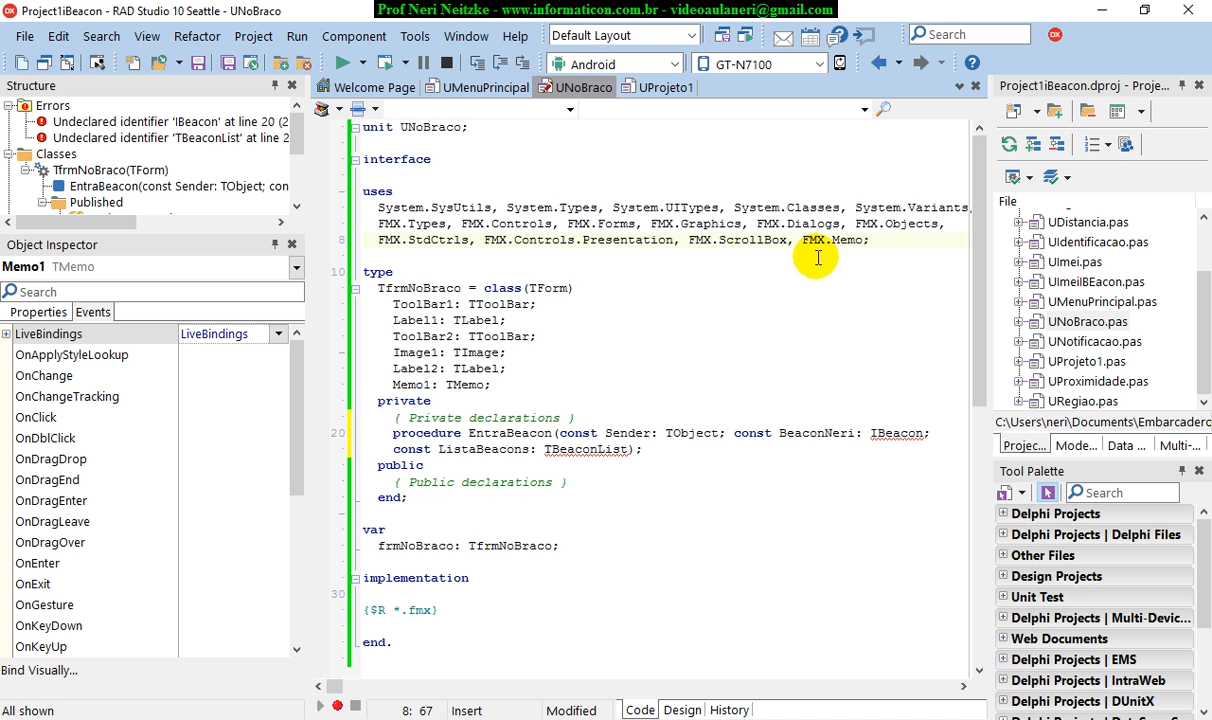 Project1iBeacon - RAD Studio 10 Seattle - UNoBraco
Prof Neri Neitzke - www.informaticon.com.br - videoaulaneri@gmail.com
File Edit Search View Refactor Project Run Component Tools Window Help
Default Layout
Search
Android
GT-N7100
Structure
Errors
Undeclared identifier 'IBeacon' at line 20 (2
Undeclared identifier 'TBeaconList' at line 2
Classes
TfrmNoBraco(TForm)
EntraBeacon(const Sender: TObject; con
Published
Object Inspector
Memo1 TMemo
Search
Properties Events
LiveBindings LiveBindings
OnApplyStyleLookup
OnChange
OnChangeTracking
OnClick
OnDblClick
OnDragDrop
OnDragEnd
OnDragEnter
OnDragLeave
OnDragOver
OnEnter
OnExit
OnGesture
OnKeyDown
OnKeyUp
Bind Visually...
All shown
Welcome Page UMenuPrincipal UNoBraco UProjeto1
unit UNoBraco;
interface
uses
System.SysUtils, System.Types, System.UITypes, System.Classes, System.Variants,
FMX.Types, FMX.Controls, FMX.Forms, FMX.Graphics, FMX.Dialogs, FMX.Objects,
8 FMX.StdCtrls, FMX.Controls.Presentation, FMX.ScrollBox, FMX.Memo;
10 type
TfrmNoBraco = class(TForm)
ToolBar1: TToolBar;
Label1: TLabel;
ToolBar2: TToolBar;
Image1: TImage;
Label2: TLabel;
Memo1: TMemo;
private
{ Private declarations }
20 procedure EntraBeacon(const Sender: TObject; const BeaconNeri: IBeacon;
const ListaBeacons: TBeaconList);
public
{ Public declarations }
end;
var
frmNoBraco: TfrmNoBraco;
implementation
30
{$R *.fmx}
end.
8: 67 Insert Modified Code Design History
Project1iBeacon.dproj - Proje...
File
UDistancia.pas
UIdentificacao.pas
UImei.pas
UImeiIBEacon.pas
UMenuPrincipal.pas
UNoBraco.pas
UNotificacao.pas
UProjeto1.pas
UProximidade.pas
URegiao.pas
C:\Users\neri\Documents\Embarcadero
Projec... Mode... Data ... Multi-...
Tool Palette
Search
Delphi Projects
Delphi Projects | Delphi Files
Other Files
Design Projects
Unit Test
Delphi Projects | Multi-Devic...
Web Documents
Delphi Projects | EMS
Delphi Projects | IntraWeb
Delphi Projects | DUnitX